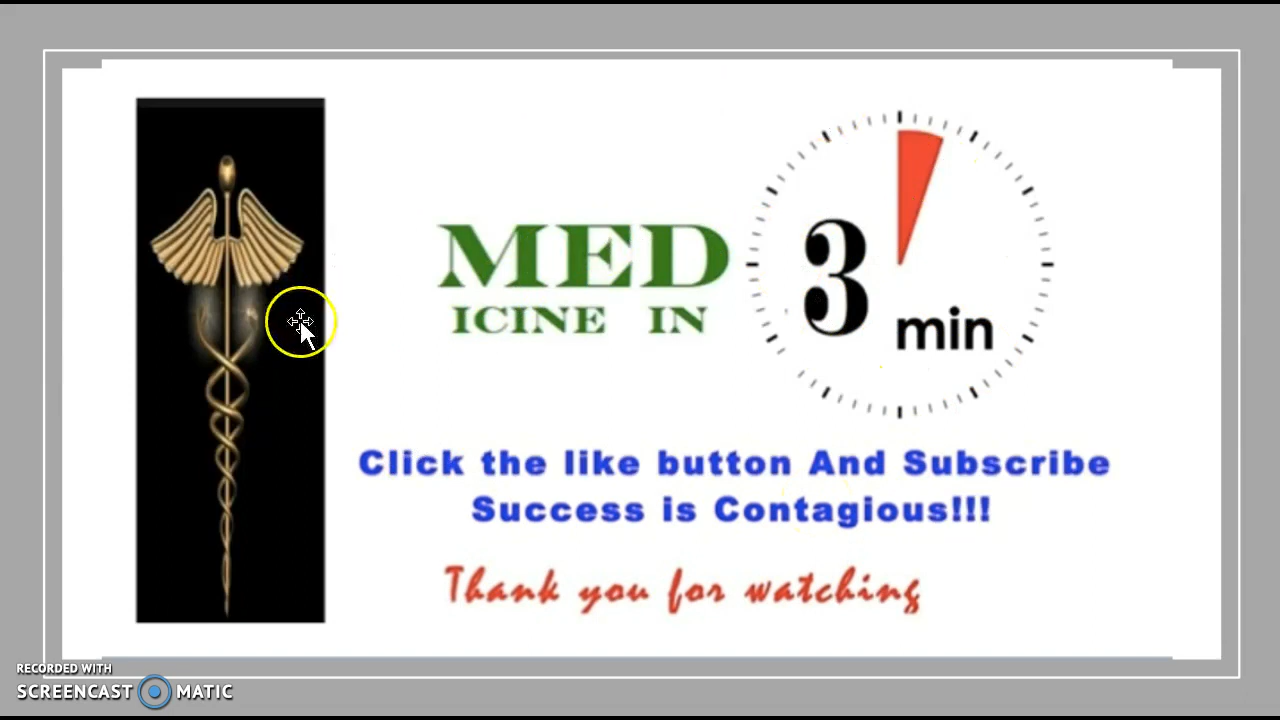 MED
ICINE IN
3
min
Click the like button And Subscribe
Success is Contagious!!!
Thank you for watching
RECORDED WITH
SCREENCAST MATIC